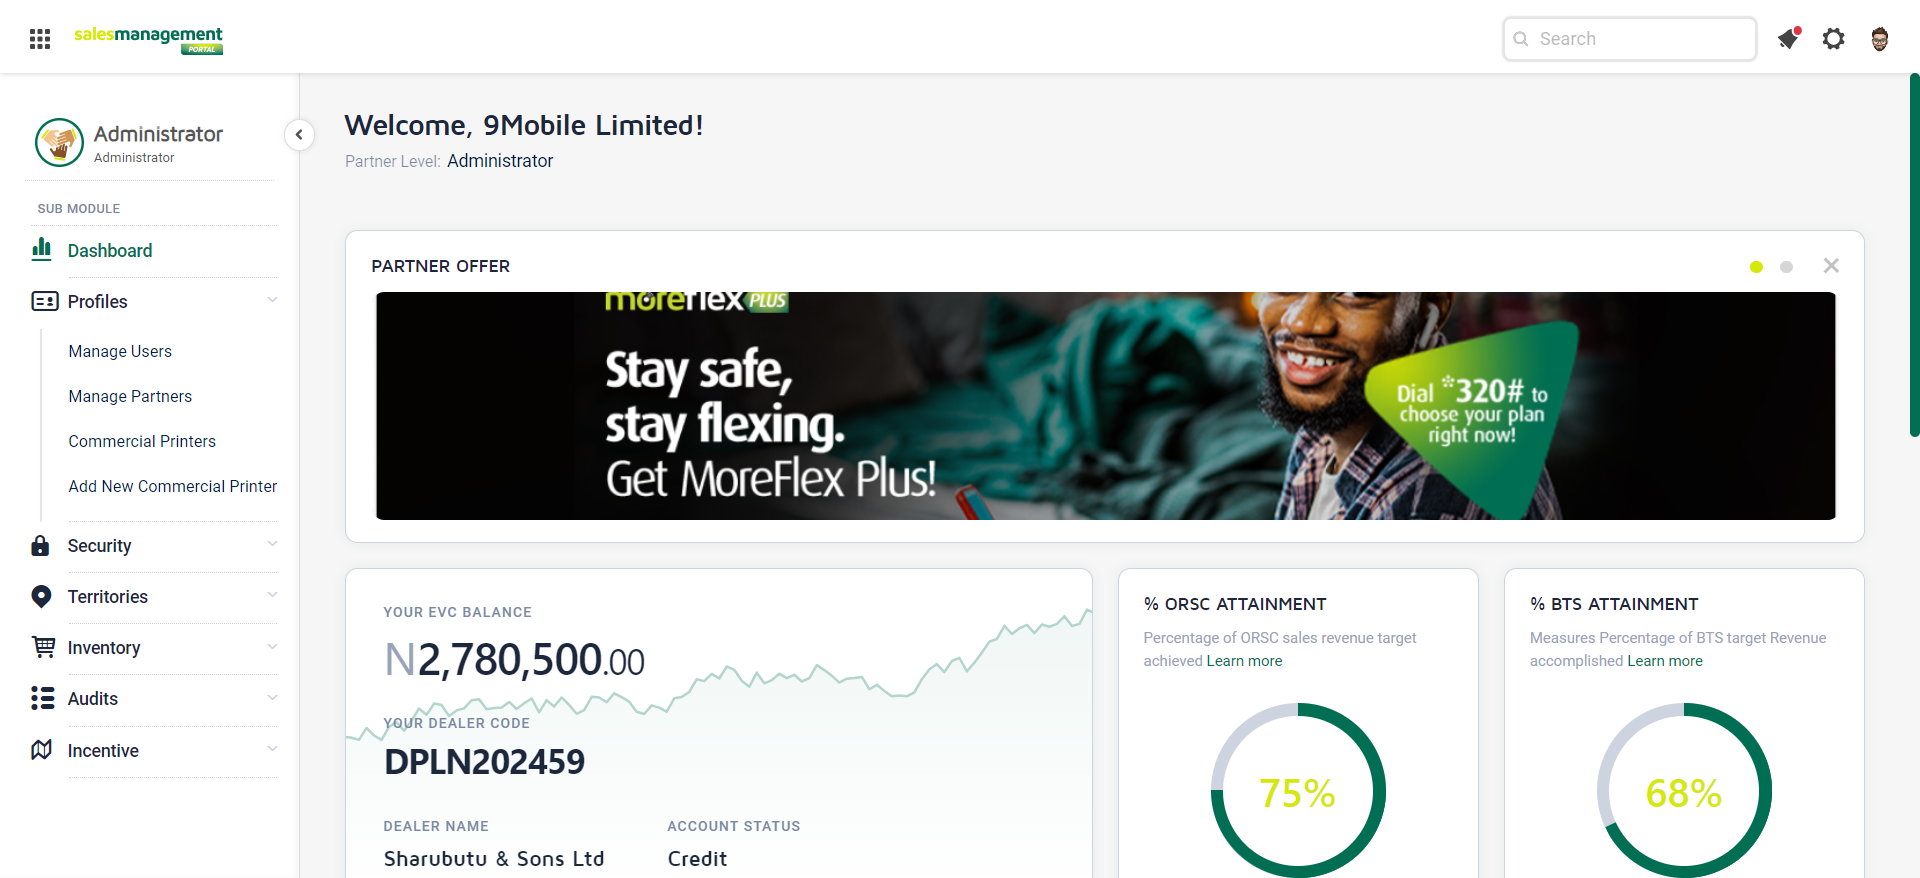 salesmanagement
PORTAL
Search
Administrator
Administrator
SUB MODULE
Dashboard
Profiles
Manage Users
Manage Partners
Commercial Printers
Add New Commercial Printer
Security
Territories
Inventory
Audits
Incentive
Welcome, 9Mobile Limited!
Partner Level: Administrator
PARTNER OFFER
moreflex PLUS
Stay safe,
stay flexing.
Get MoreFlex Plus!
Dial *320# to
choose your plan
right now!
YOUR EVC BALANCE
N2,780,500.00
YOUR DEALER CODE
DPLN202459
DEALER NAME
Sharubutu & Sons Ltd
ACCOUNT STATUS
Credit
% ORSC ATTAINMENT
Percentage of ORSC sales revenue target
achieved Learn more
75%
% BTS ATTAINMENT
Measures Percentage of BTS target Revenue
accomplished Learn more
68%